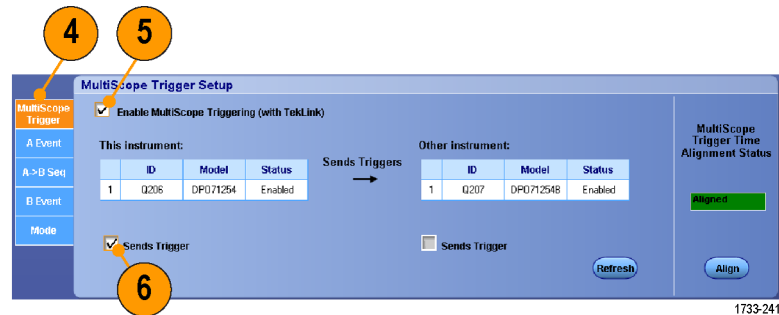 4
5
MultiScope Trigger Setup
MultiScope
Trigger
A Event
A->B Seq
B Event
Mode
Enable MultiScope Triggering (with TekLink)
This instrument:
ID Model Status
1 Q206 DPO71254 Enabled
Sends Trigger
6
Sends Triggers
Other instrument:
ID Model Status
1 Q207 DPO71254B Enabled
Sends Trigger
Refresh
MultiScope
Trigger Time
Alignment Status
Aligned
Align
1733-241